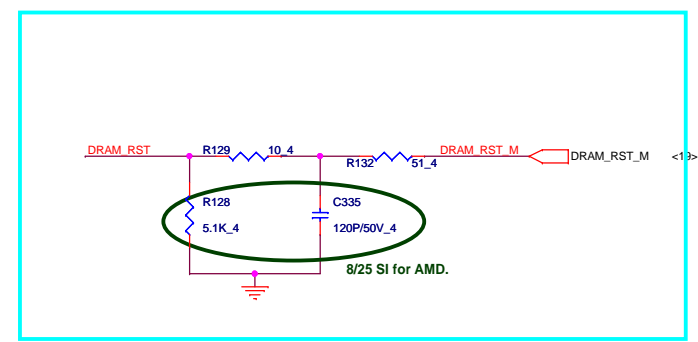 DRAM_RST R129 10_4 R132 51_4 DRAM_RST_M DRAM_RST_M <19>
R128 C335
5.1K_4 120P/50V_4
8/25 SI for AMD.